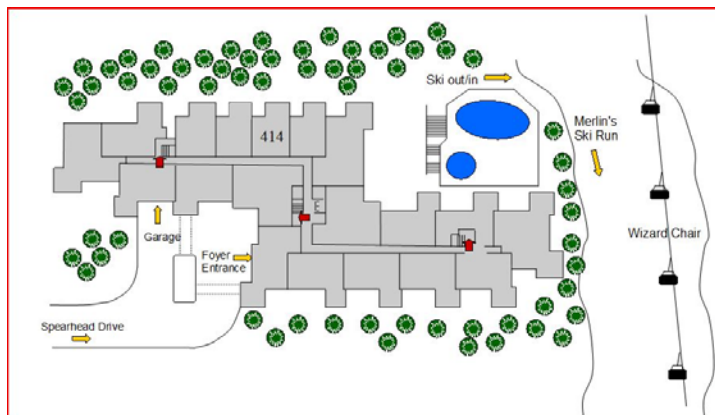 Ski out/in
Merlin's
Ski Run
414
Wizard Chair
Garage
Foyer
Entrance
Spearhead Drive